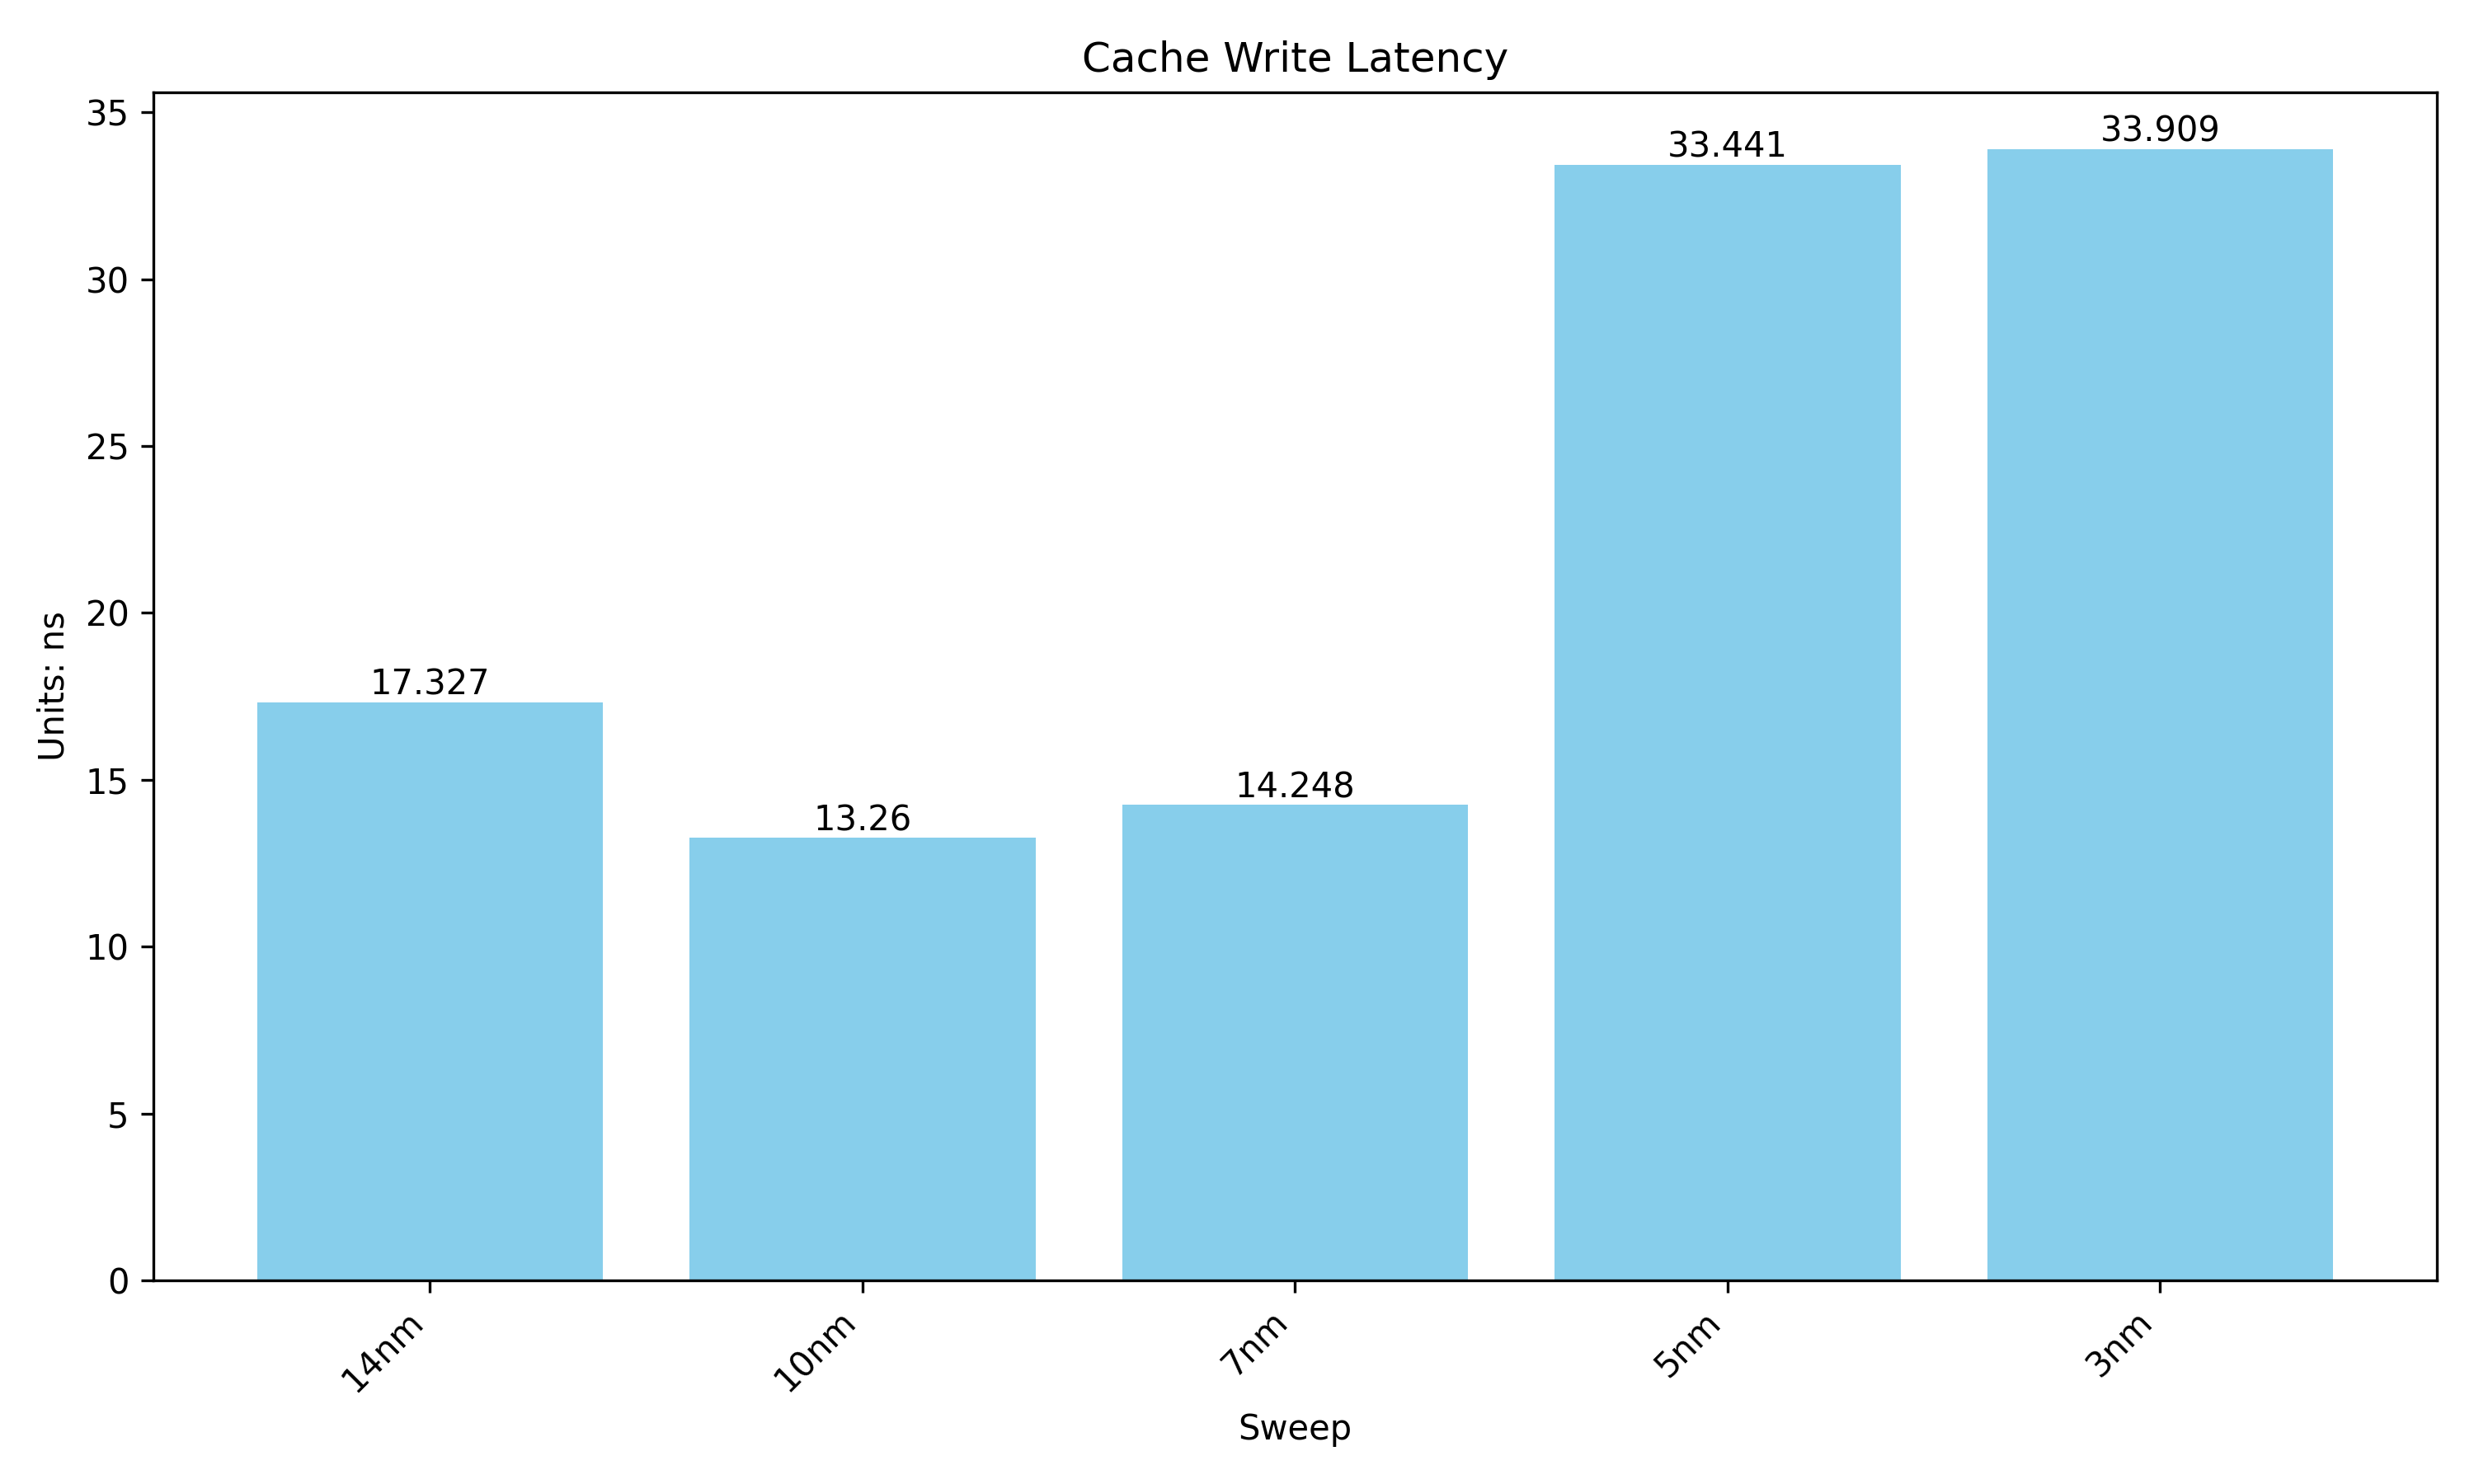 Cache Write Latency
35
30
25
20
15
10
5
0
Units: ns
17.327
13.26
14.248
33.441
33.909
14nm
10nm
7nm
5nm
3nm
Sweep